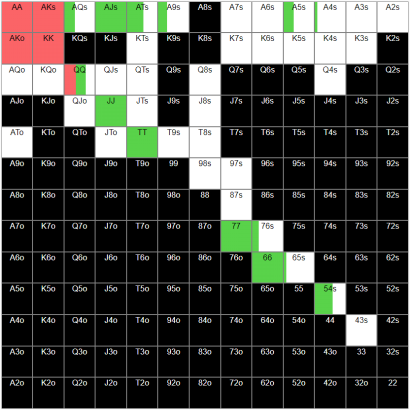 AA AKs AQs AJs ATs A9s A8s A7s A6s A5s A4s A3s A2s
AKo KK KQs KJs KTs K9s K8s K7s K6s K5s K4s K3s K2s
AQo KQo QQ QJs QTs Q9s Q8s Q7s Q6s Q5s Q4s Q3s Q2s
AJo KJo QJo JJ JTs J9s J8s J7s J6s J5s J4s J3s J2s
ATo KTo QTo JTo TT T9s T8s T7s T6s T5s T4s T3s T2s
A9o K9o Q9o J9o T9o 99 98s 97s 96s 95s 94s 93s 92s
A8o K8o Q8o J8o T8o 98o 88 87s 86s 85s 84s 83s 82s
A7o K7o Q7o J7o T7o 97o 87o 77 76s 75s 74s 73s 72s
A6o K6o Q6o J6o T6o 96o 86o 76o 66 65s 64s 63s 62s
A5o K5o Q5o J5o T5o 95o 85o 75o 65o 55 54s 53s 52s
A4o K4o Q4o J4o T4o 94o 84o 74o 64o 54o 44 43s 42s
A3o K3o Q3o J3o T3o 93o 83o 73o 63o 53o 43o 33 32s
A2o K2o Q2o J2o T2o 92o 82o 72o 62o 52o 42o 32o 22